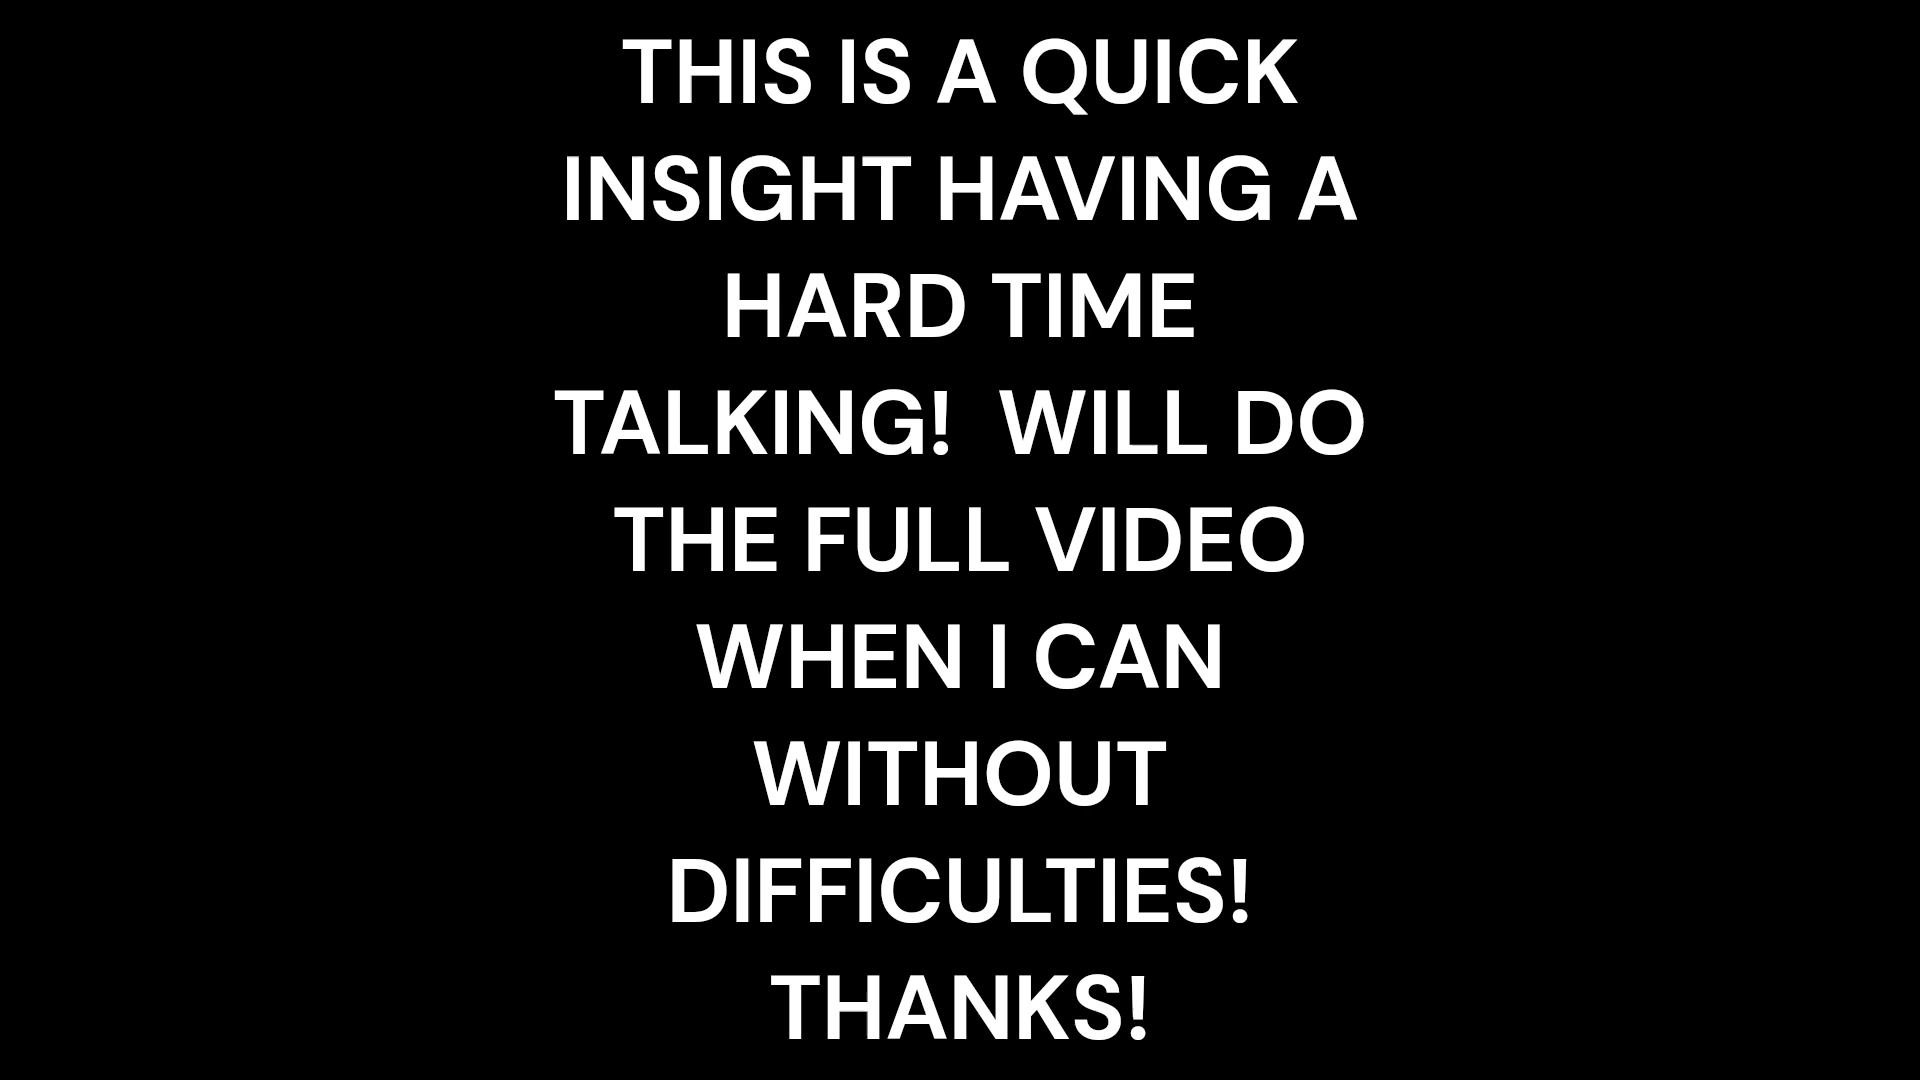 THIS IS A QUICK
INSIGHT HAVING A
HARD TIME
TALKING!  WILL DO
THE FULL VIDEO
WHEN I CAN
WITHOUT
DIFFICULTIES!
THANKS!